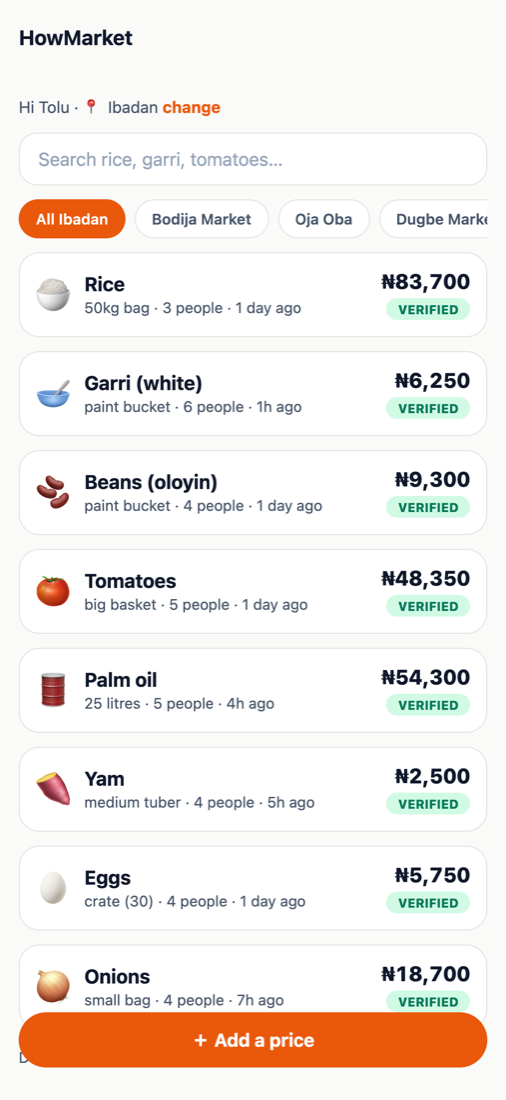 HowMarket
Hi Tolu · 📍 Ibadan change
Search rice, garri, tomatoes...
All Ibadan
Bodija Market
Oja Oba
Dugbe Marke
Rice
₦83,700
50kg bag · 3 people · 1 day ago
VERIFIED
Garri (white)
₦6,250
paint bucket · 6 people · 1h ago
VERIFIED
Beans (oloyin)
₦9,300
paint bucket · 4 people · 1 day ago
VERIFIED
Tomatoes
₦48,350
big basket · 5 people · 1 day ago
VERIFIED
Palm oil
₦54,300
25 litres · 5 people · 4h ago
VERIFIED
Yam
₦2,500
medium tuber · 4 people · 5h ago
VERIFIED
Eggs
₦5,750
crate (30) · 4 people · 1 day ago
VERIFIED
Onions
₦18,700
small bag · 4 people · 7h ago
VERIFIED
+ Add a price